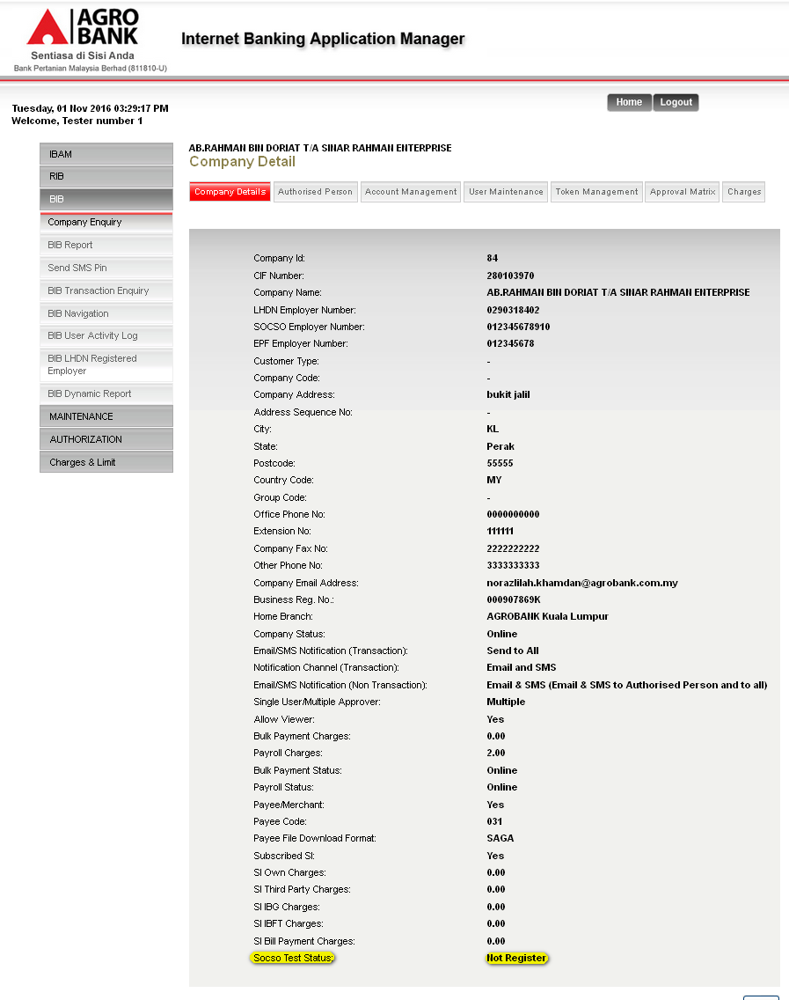 AGRO
BANK
Sentiasa di Sisi Anda
Bank Pertanian Malaysia Berhad (811810-U)
Internet Banking Application Manager
Tuesday, 01 Nov 2016 03:29:17 PM
Welcome, Tester number 1
Home Logout
IBAM
RIB
BIB
Company Enquiry
BIB Report
Send SMS Pin
BIB Transaction Enquiry
BIB Navigation
BIB User Activity Log
BIB LHDN Registered
Employer
BIB Dynamic Report
MAINTENANCE
AUTHORIZATION
Charges & Limit
AB.RAHMAN BIN DORIAT T/A SINAR RAHMAN ENTERPRISE
Company Detail
Company Details Authorised Person Account Management User Maintenance Token Management Approval Matrix Charges
Company Id: 84
CIF Number: 280103970
Company Name: AB.RAHMAN BIN DORIAT T/A SINAR RAHMAN ENTERPRISE
LHDN Employer Number: 0290318402
SOCSO Employer Number: 012345678910
EPF Employer Number: 012345678
Customer Type: -
Company Code: -
Company Address: bukit jalil
Address Sequence No: -
City: KL
State: Perak
Postcode: 55555
Country Code: MY
Group Code: -
Office Phone No: 0000000000
Extension No: 111111
Company Fax No: 2222222222
Other Phone No: 3333333333
Company Email Address: norazlilah.khamdan@agrobank.com.my
Business Reg. No.: 000907869K
Home Branch: AGROBANK Kuala Lumpur
Company Status: Online
Email/SMS Notification (Transaction): Send to All
Notification Channel (Transaction): Email and SMS
Email/SMS Notification (Non Transaction): Email & SMS (Email & SMS to Authorised Person and to all)
Single User/Multiple Approver: Multiple
Allow Viewer: Yes
Bulk Payment Charges: 0.00
Payroll Charges: 2.00
Bulk Payment Status: Online
Payroll Status: Online
Payee/Merchant: Yes
Payee Code: 031
Payee File Download Format: SAGA
Subscribed SI: Yes
SI Own Charges: 0.00
SI Third Party Charges: 0.00
SI IBG Charges: 0.00
SI IBFT Charges: 0.00
SI Bill Payment Charges: 0.00
Socso Test Status: Not Register